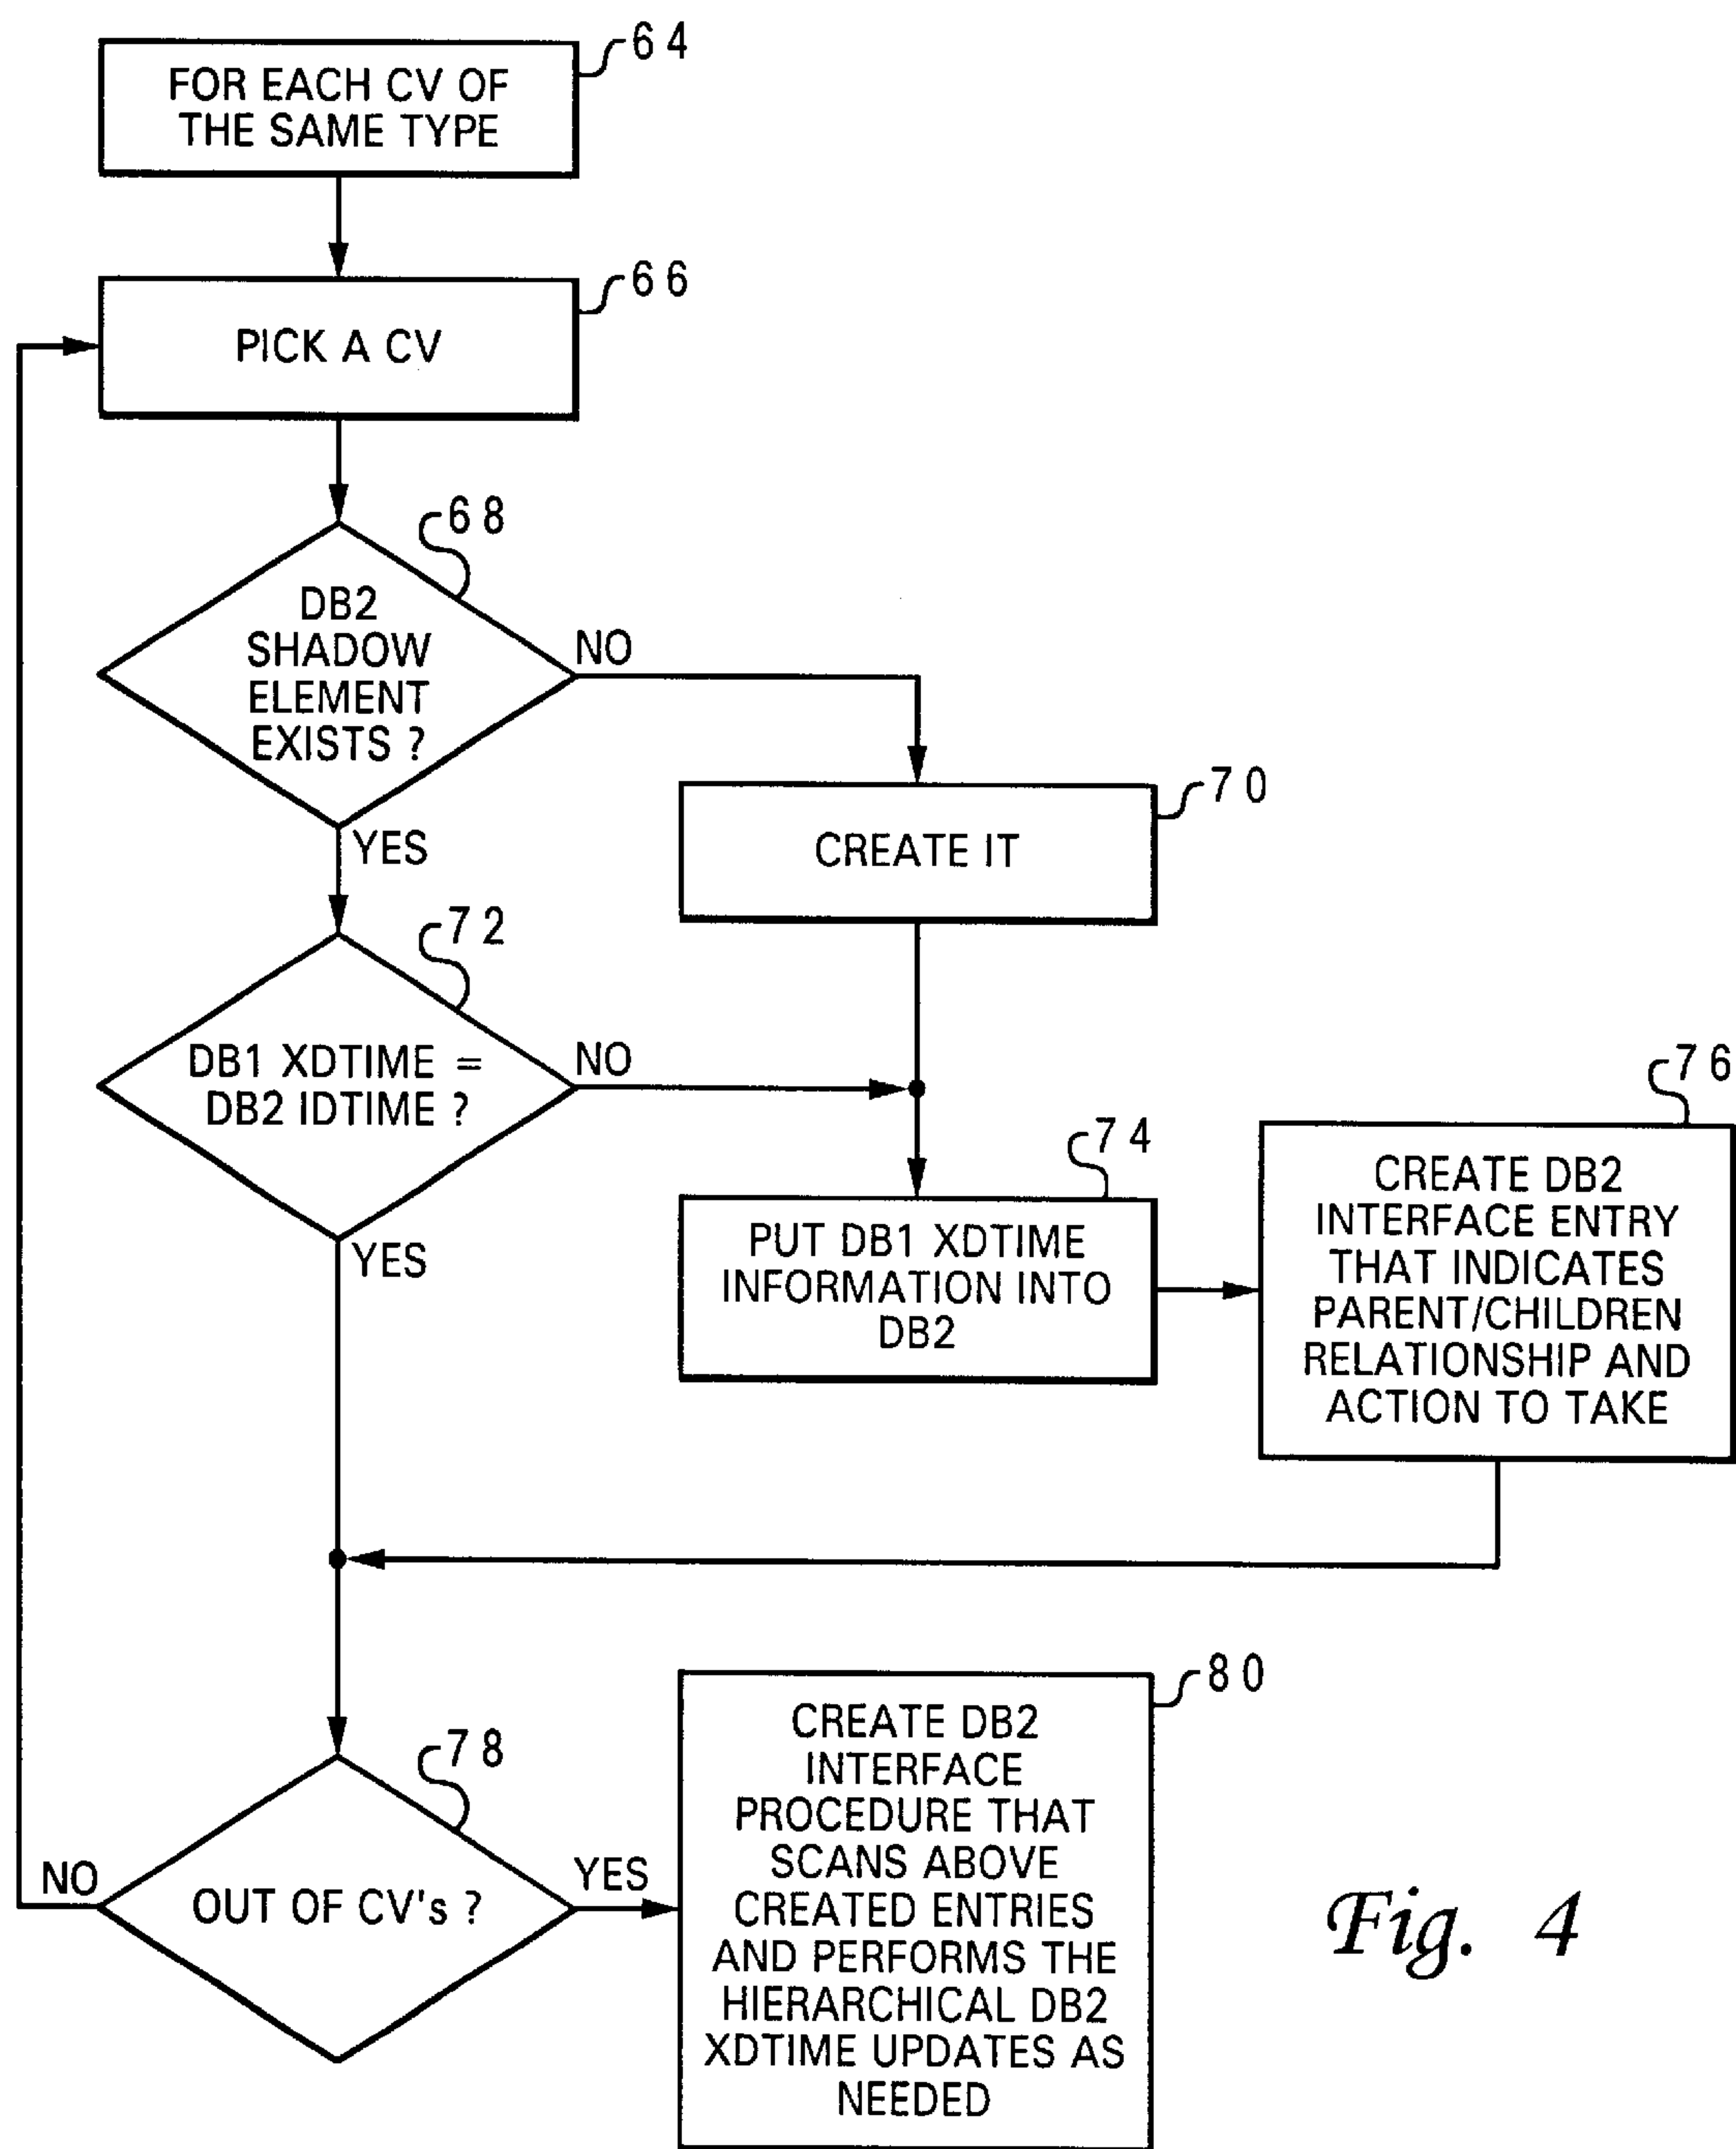 64
FOR EACH CV OF
THE SAME TYPE
66
PICK A CV
68
DB2
SHADOW
ELEMENT
EXISTS ?
NO
YES
70
CREATE IT
72
DB1 XDTIME =
DB2 IDTIME ?
NO
YES
74
PUT DB1 XDTIME
INFORMATION INTO
DB2
76
CREATE DB2
INTERFACE ENTRY
THAT INDICATES
PARENT/CHILDREN
RELATIONSHIP AND
ACTION TO TAKE
78
OUT OF CV's ?
NO
YES
80
CREATE DB2
INTERFACE
PROCEDURE THAT
SCANS ABOVE
CREATED ENTRIES
AND PERFORMS THE
HIERARCHICAL DB2
XDTIME UPDATES AS
NEEDED
Fig. 4